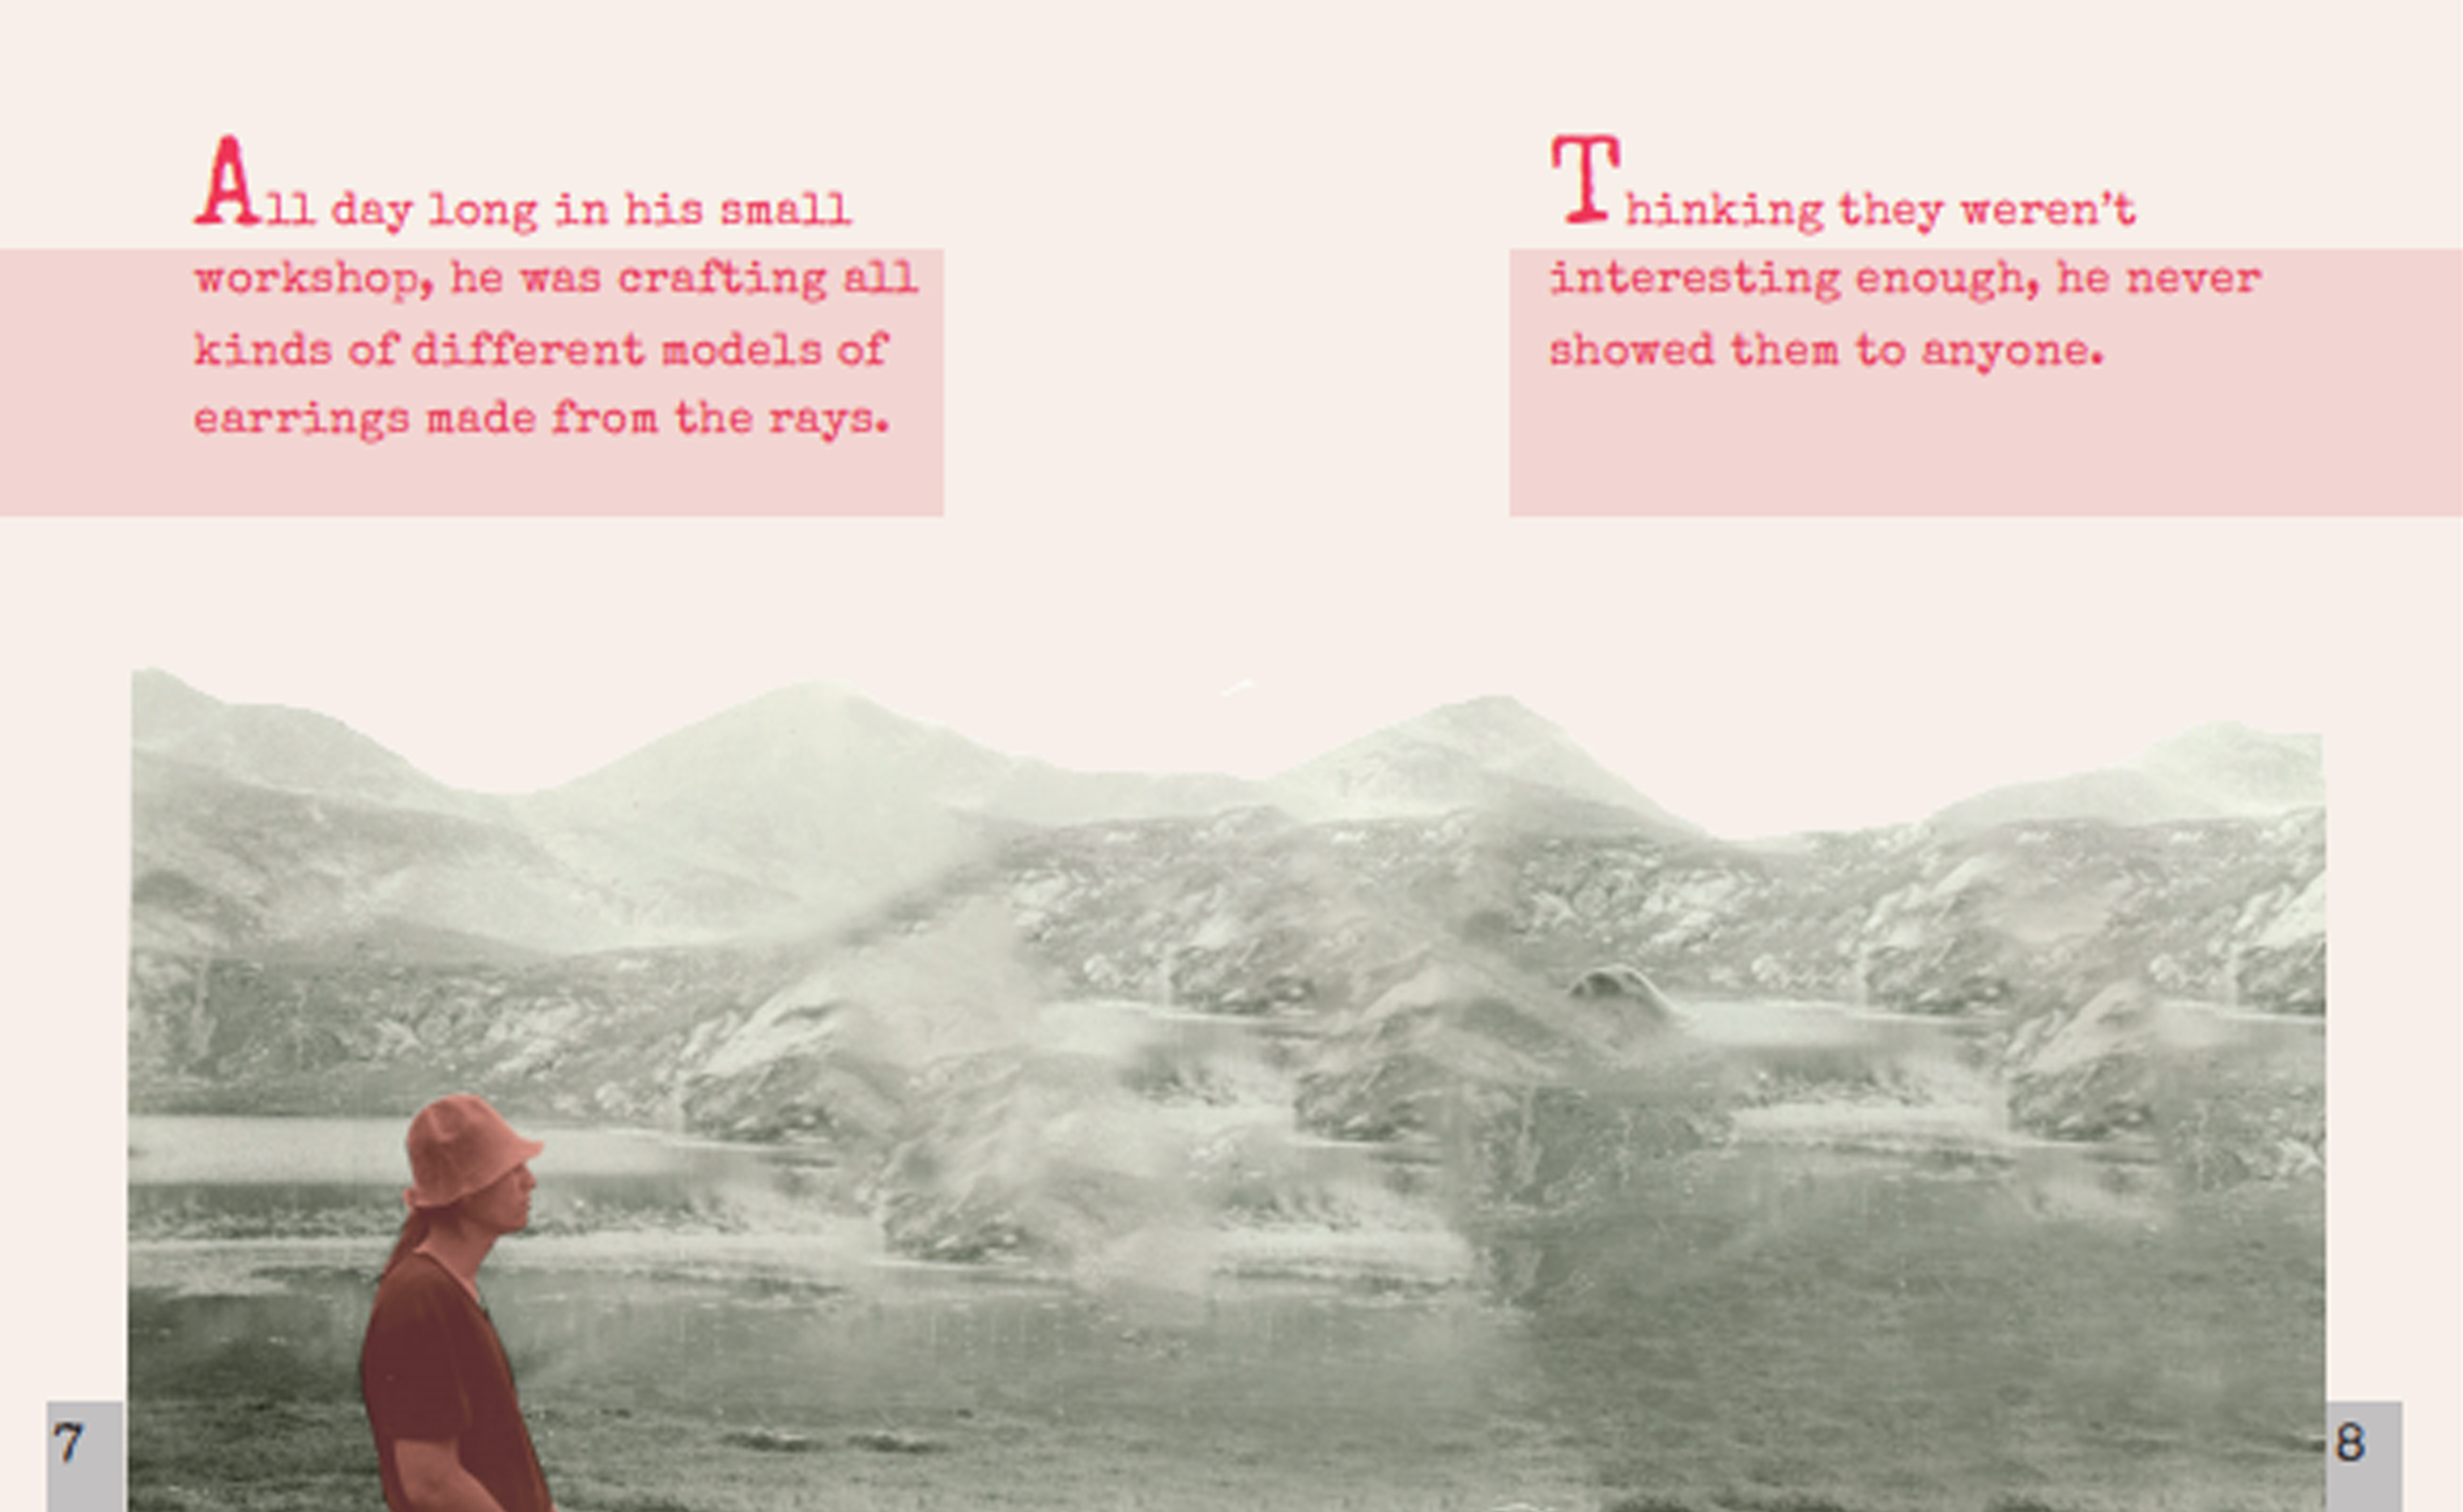 All day long in his small
workshop, he was crafting all
kinds of different models of
earrings made from the rays.
Thinking they weren't
interesting enough, he never
showed them to anyone.
7
8